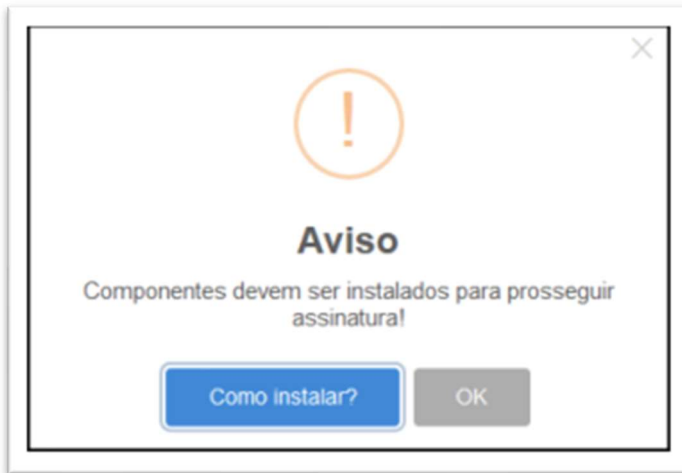 !
Aviso
Componentes devem ser instalados para prosseguir
assinatura!
Como instalar? OK